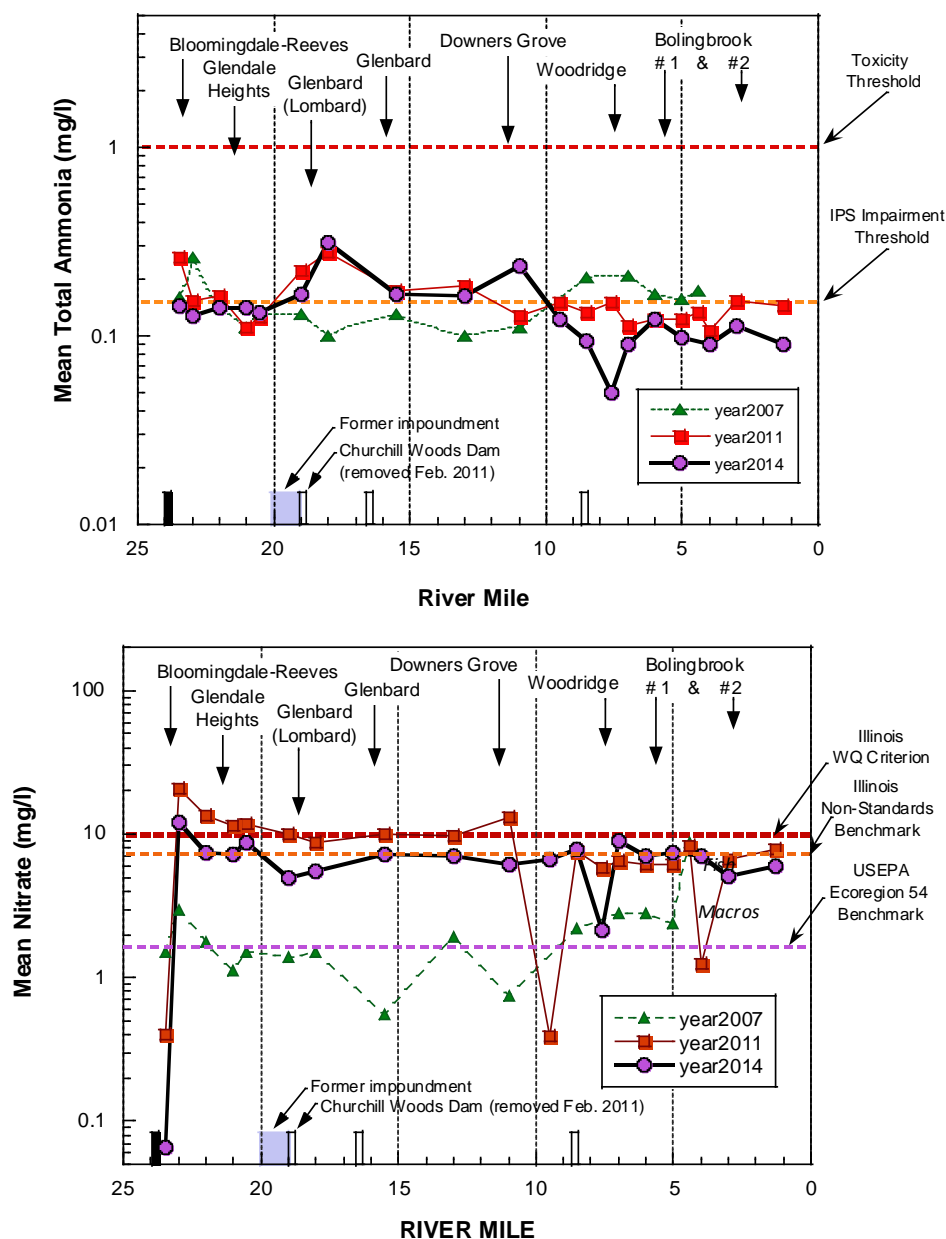 Bloomingdale-Reeves
Glendale
Heights
Glenbard
(Lombard)
Glenbard
Downers Grove
Woodridge
Bolingbrook
# 1 & #2
Toxicity
Threshold
IPS Impairment
Threshold
Mean Total Ammonia (mg/l)
1
0.1
0.01
Former impoundment
Churchill Woods Dam
(removed Feb. 2011)
year2007
year2011
year2014
25 20 15 10 5 0
River Mile
Bloomingdale-Reeves
Glendale
Heights
Glenbard
(Lombard)
Glenbard
Downers Grove
Woodridge
Bolingbrook
# 1 & #2
Illinois
WQ Criterion
Illinois
Non-Standards
Benchmark
USEPA
Ecoregion 54
Benchmark
Mean Nitrate (mg/l)
100
10
1
0.1
Fish
Macros
year2007
year2011
year2014
Former impoundment
Churchill Woods Dam (removed Feb. 2011)
25 20 15 10 5 0
RIVER MILE